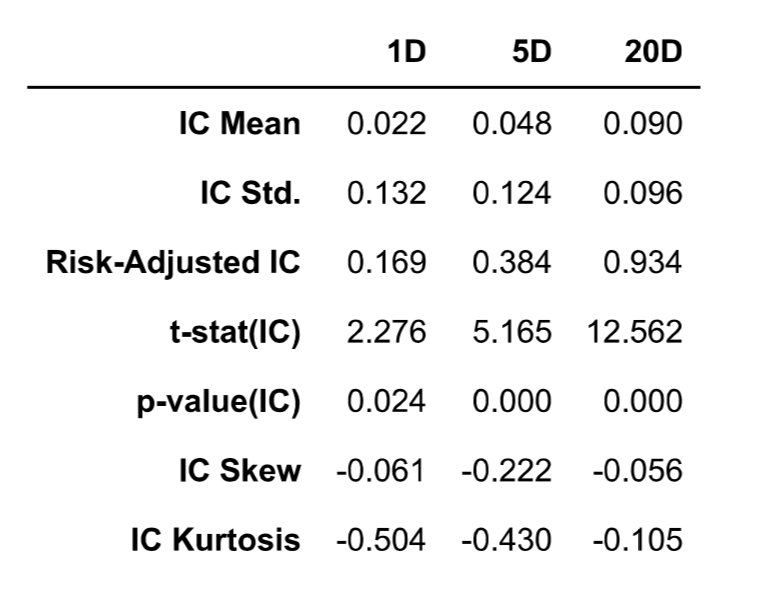 1D 5D 20D
IC Mean 0.022 0.048 0.090
IC Std. 0.132 0.124 0.096
Risk-Adjusted IC 0.169 0.384 0.934
t-stat(IC) 2.276 5.165 12.562
p-value(IC) 0.024 0.000 0.000
IC Skew -0.061 -0.222 -0.056
IC Kurtosis -0.504 -0.430 -0.105